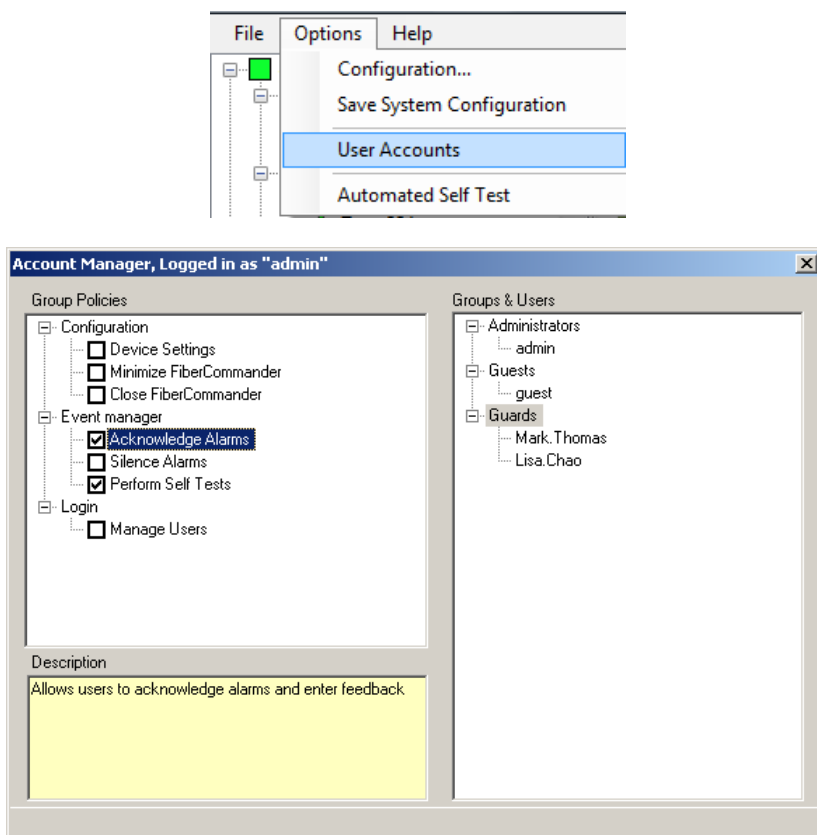 File Options Help
Configuration...
Save System Configuration
User Accounts
Automated Self Test
Account Manager, Logged in as "admin"
Group Policies
Configuration
Device Settings
Minimize FiberCommander
Close FiberCommander
Event manager
Acknowledge Alarms
Silence Alarms
Perform Self Tests
Login
Manage Users
Description
Allows users to acknowledge alarms and enter feedback
Groups & Users
Administrators
admin
Guests
guest
Guards
Mark.Thomas
Lisa.Chao